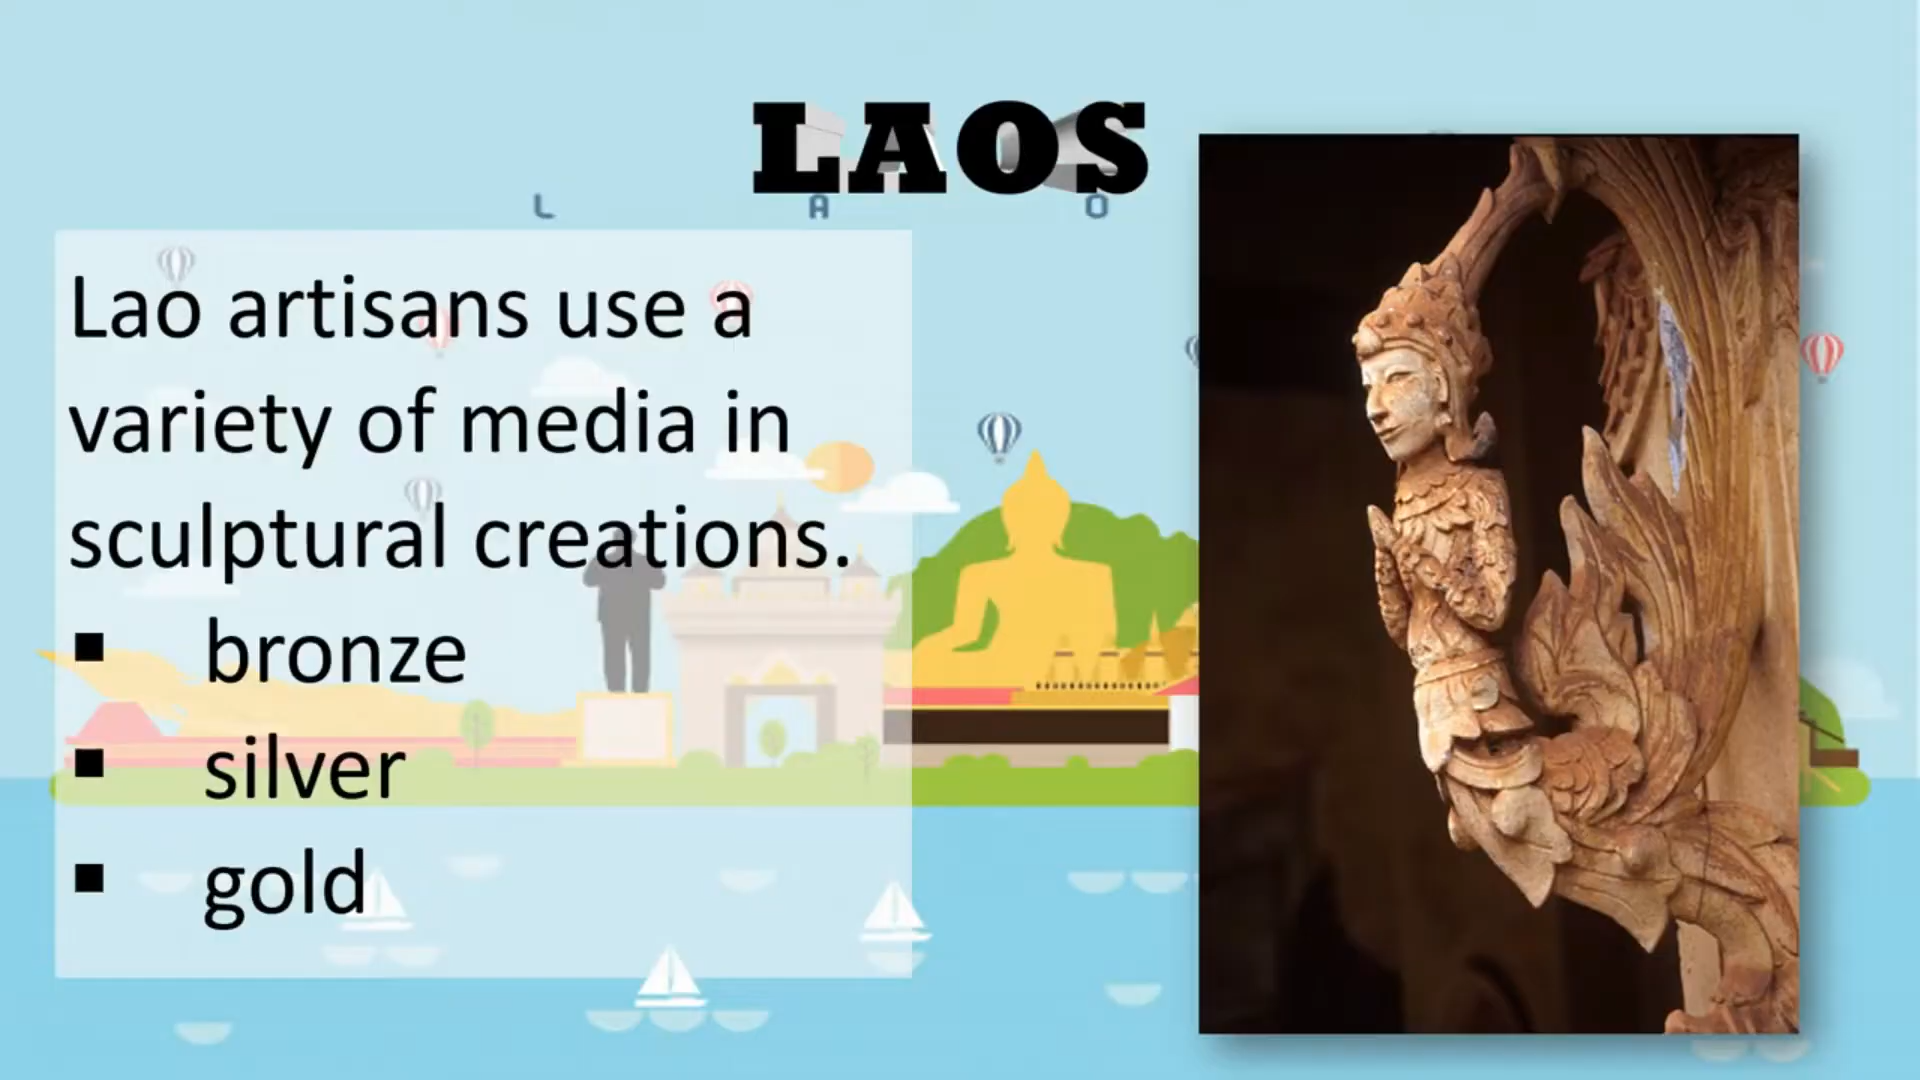 LAOS
L A O
Lao artisans use a
variety of media in
sculptural creations.
▪ bronze
▪ silver
▪ gold